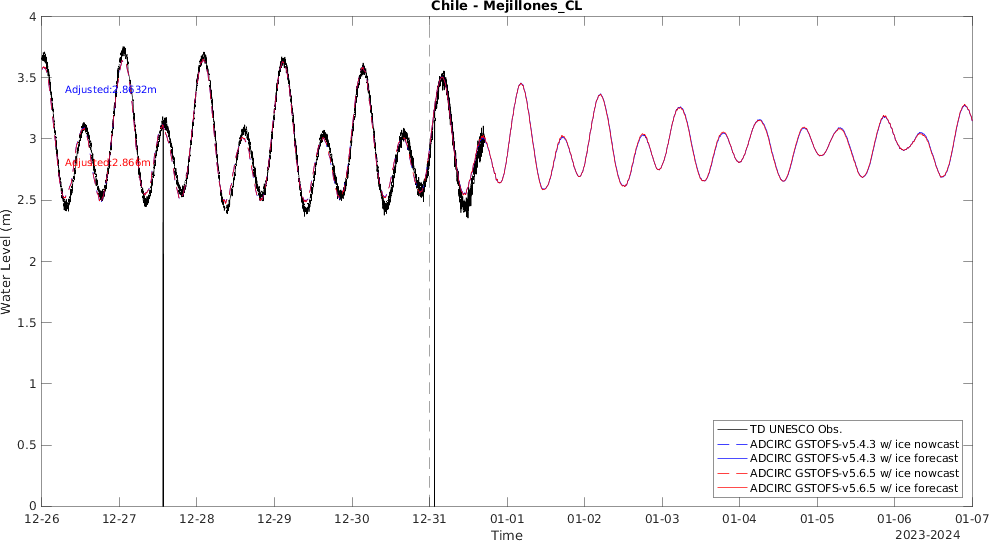 Chile - Mejillones_CL
4
3.5
3
2.5
2
1.5
1
0.5
0
Water Level (m)
Adjusted:2.8632m
Adjusted:2.866m
TD UNESCO Obs.
ADCIRC GSTOFS-v5.4.3 w/ ice nowcast
ADCIRC GSTOFS-v5.4.3 w/ ice forecast
ADCIRC GSTOFS-v5.6.5 w/ ice nowcast
ADCIRC GSTOFS-v5.6.5 w/ ice forecast
12-26 12-27 12-28 12-29 12-30 12-31 01-01 01-02 01-03 01-04 01-05 01-06 01-07
Time
2023-2024